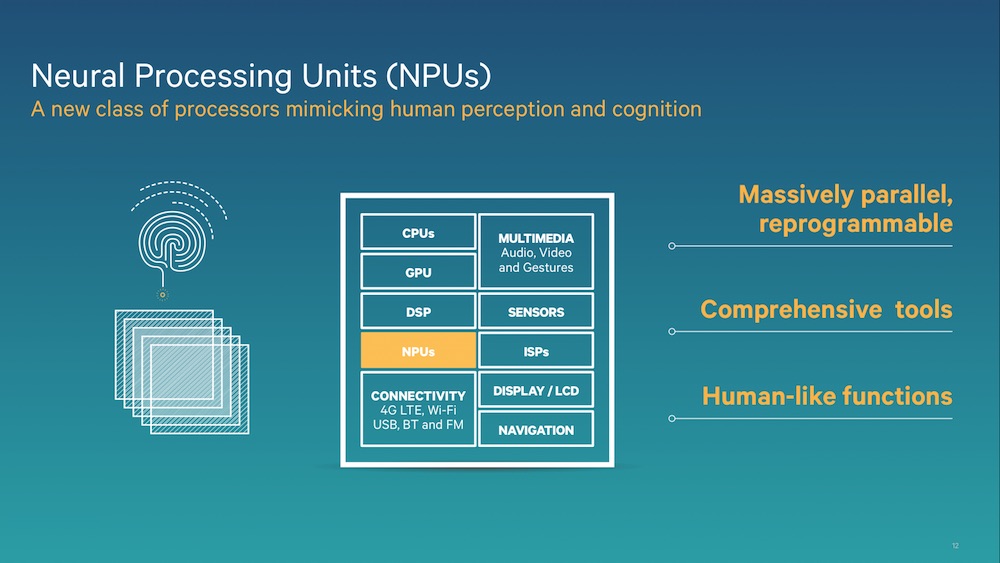 Neural Processing Units (NPUs)
A new class of processors mimicking human perception and cognition
CPUs
GPU
DSP
NPUs
CONNECTIVITY
4G LTE, Wi-Fi
USB, BT and FM
MULTIMEDIA
Audio, Video
and Gestures
SENSORS
ISPs
DISPLAY / LCD
NAVIGATION
Massively parallel,
reprogrammable
Comprehensive tools
Human-like functions
12